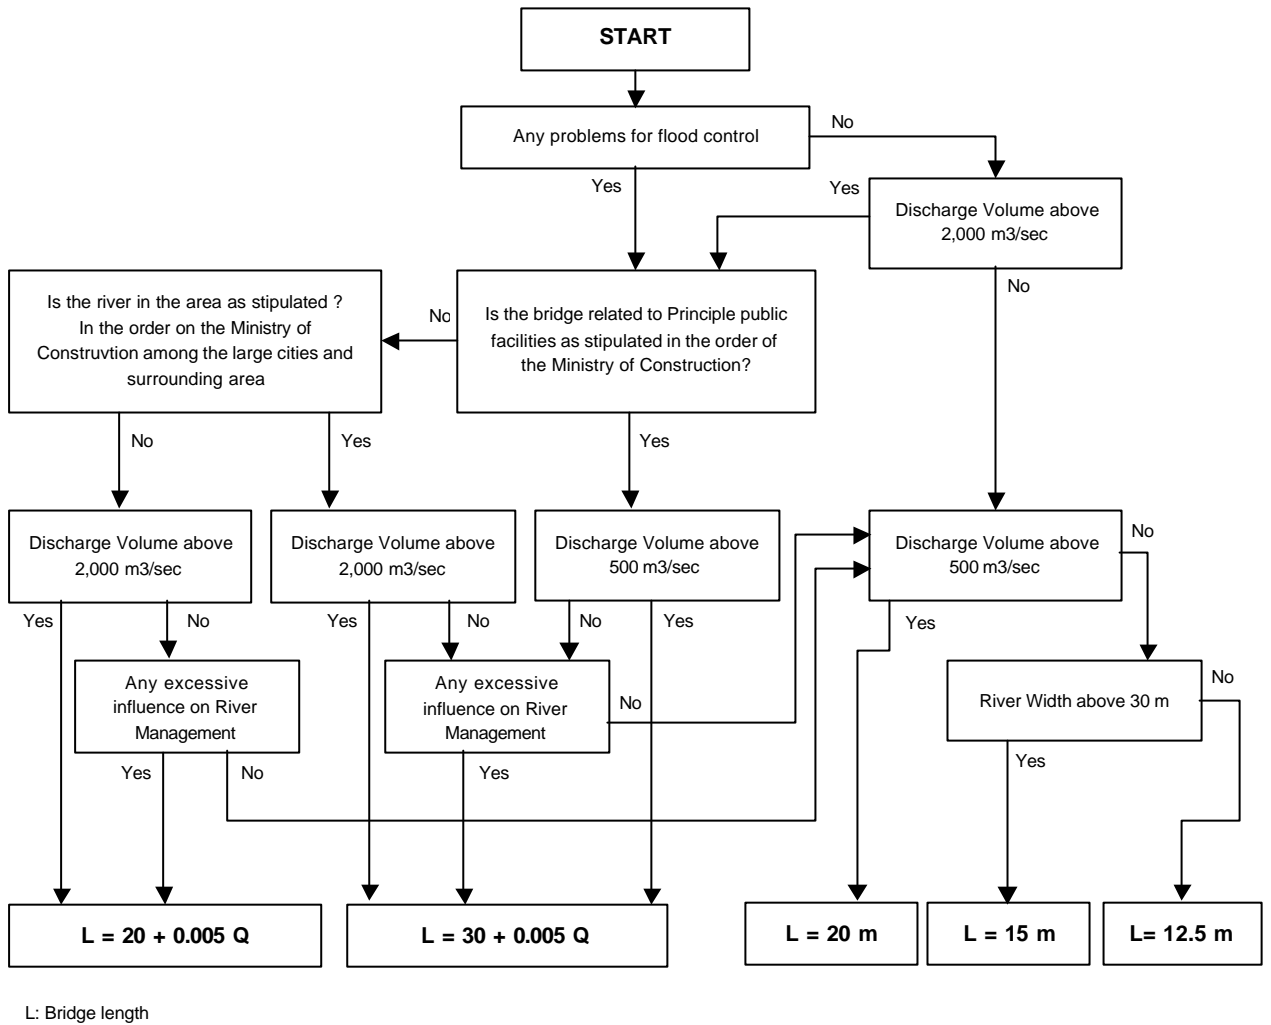 START
Any problems for flood control
No
Yes
Yes
Discharge Volume above
2,000 m3/sec
No
Is the river in the area as stipulated ?
In the order on the Ministry of
Construvtion among the large cities and
surrounding area
No
Is the bridge related to Principle public
facilities as stipulated in the order of
the Ministry of Construction?
No
Yes
Yes
Discharge Volume above
2,000 m3/sec
Discharge Volume above
2,000 m3/sec
Discharge Volume above
500 m3/sec
Discharge Volume above
500 m3/sec
No
Yes
No
Yes
No
No
Yes
Yes
Any excessive
influence on River
Management
Any excessive
influence on River
Management
No
River Width above 30 m
No
Yes
No
Yes
Yes
L = 20 + 0.005 Q
L = 30 + 0.005 Q
L = 20 m
L = 15 m
L= 12.5 m
L: Bridge length